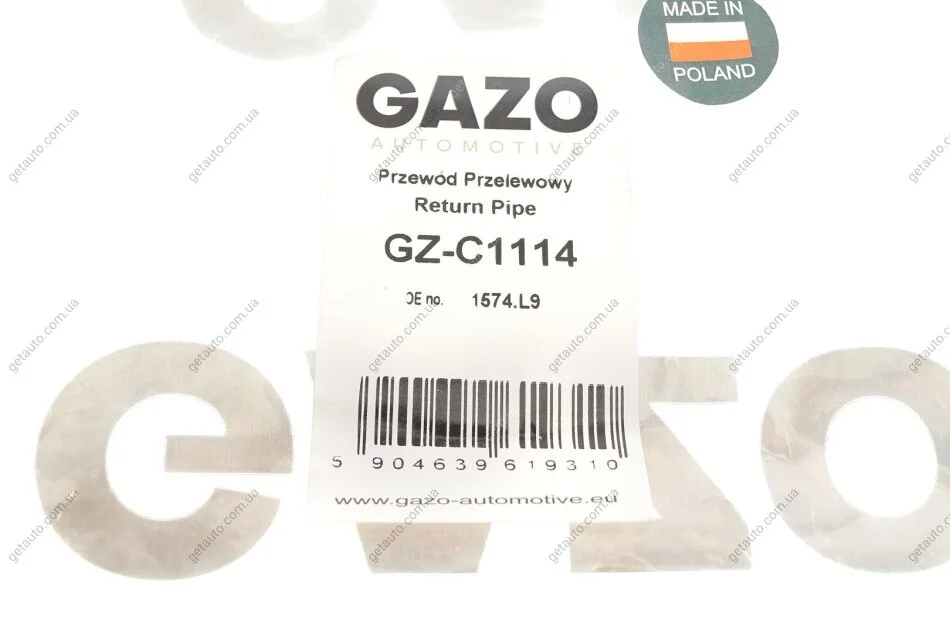 MADE IN
POLAND
GAZO
AUTOMOTIVE
Przewód Przelewowy
Return Pipe
GZ-C1114
OE no. 1574.L9
5 904639 619310
www.gazo-automotive.eu
evzo
getauto.com.ua